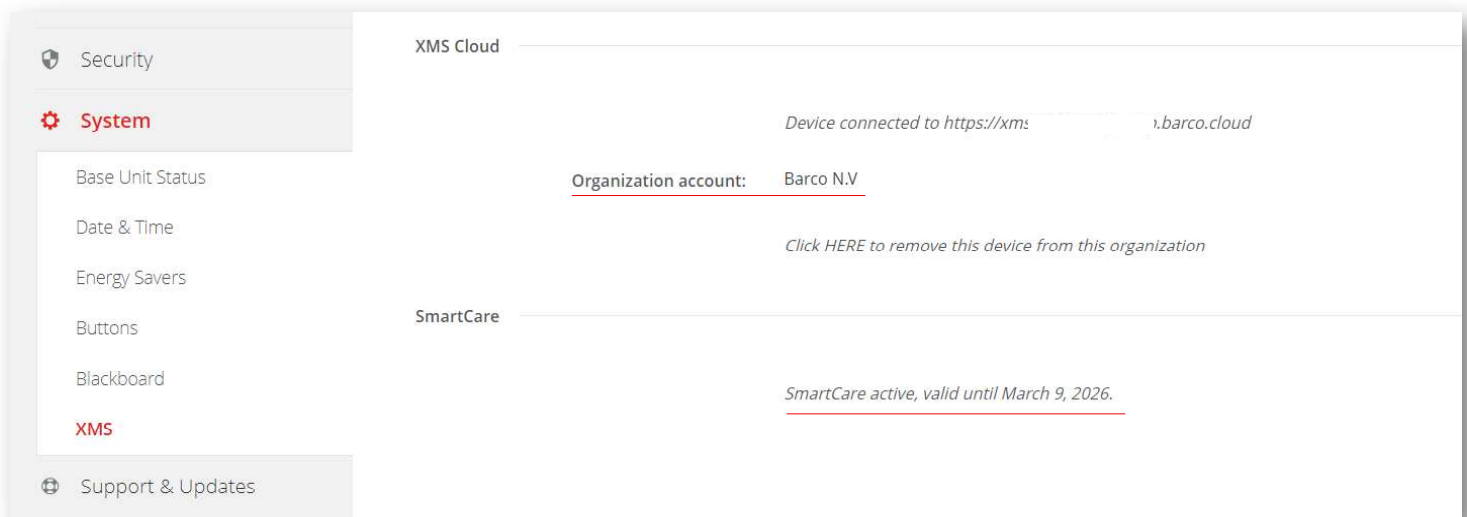 Security
System
Base Unit Status
Date & Time
Energy Savers
Buttons
Blackboard
XMS
Support & Updates
XMS Cloud
Device connected to https://xms .barco.cloud
Organization account: Barco N.V
Click HERE to remove this device from this organization
SmartCare
SmartCare active, valid until March 9, 2026.